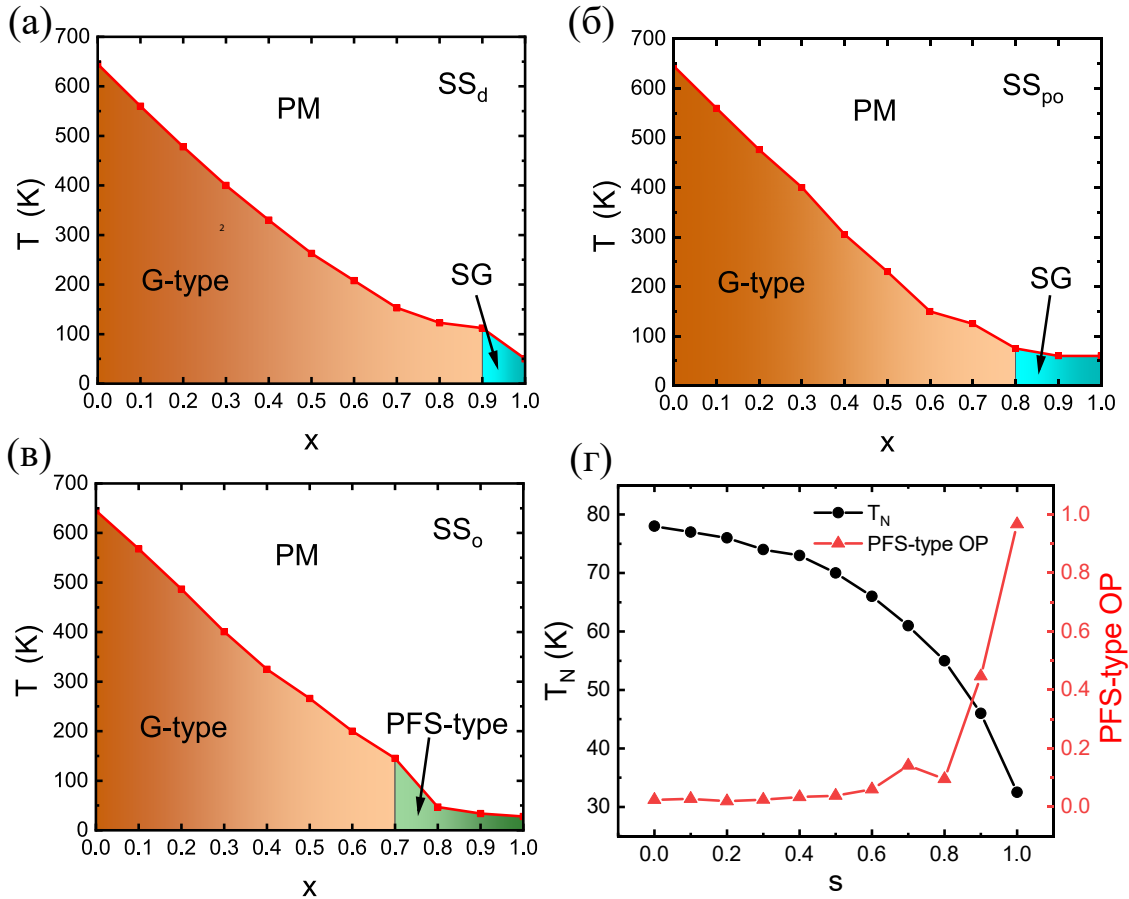 (а)
700
600
500
400
300
200
100
0
T (K)
SS_d
PM
2
G-type
SG
0.0 0.1 0.2 0.3 0.4 0.5 0.6 0.7 0.8 0.9 1.0
x
(б)
700
600
500
400
300
200
100
0
T (K)
SS_po
PM
G-type
SG
0.0 0.1 0.2 0.3 0.4 0.5 0.6 0.7 0.8 0.9 1.0
x
(в)
700
600
500
400
300
200
100
0
T (K)
SS_o
PM
G-type
PFS-type
0.0 0.1 0.2 0.3 0.4 0.5 0.6 0.7 0.8 0.9 1.0
x
(г)
80
70
60
50
40
30
T_N (K)
T_N
PFS-type OP
1.0
0.8
0.6
0.4
0.2
0.0
PFS-type OP
0.0 0.2 0.4 0.6 0.8 1.0
s